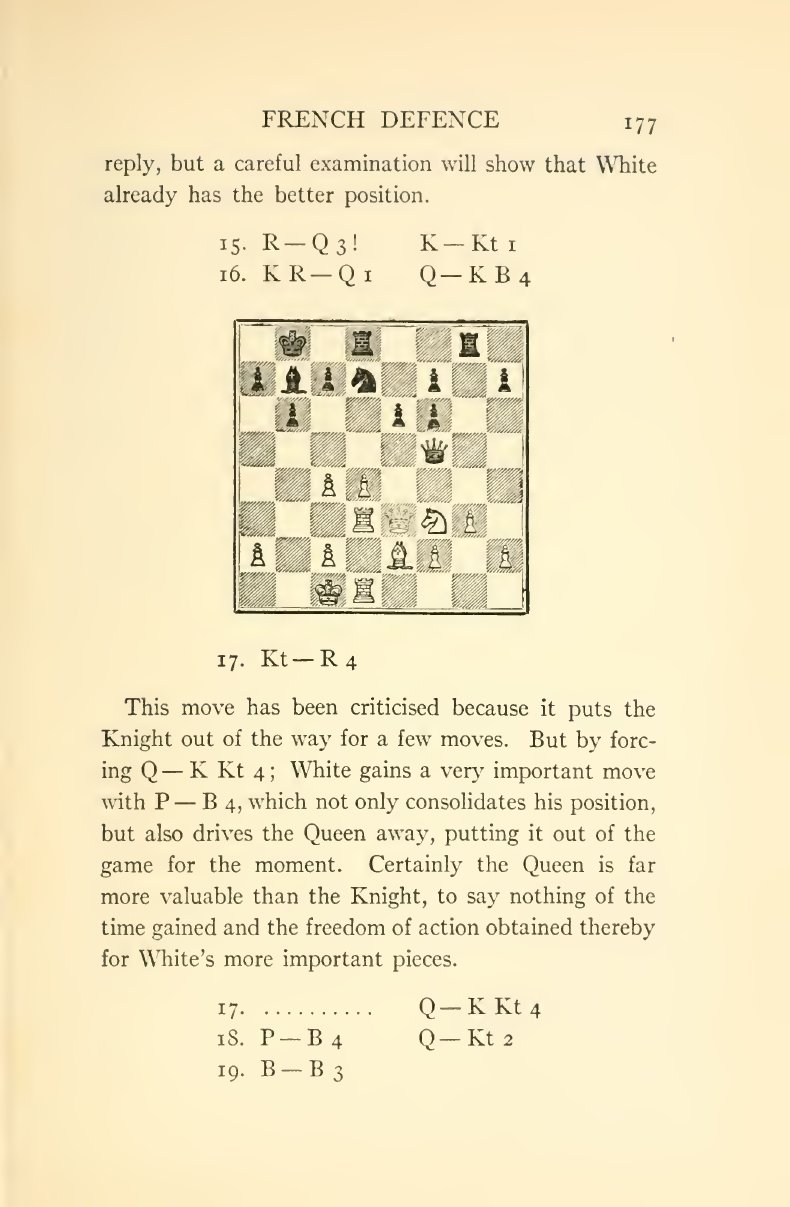 FRENCH DEFENCE 177
reply, but a careful examination will show that White
already has the better position.
15. R — Q 3 ! K — Kt 1
16. K R — Q 1 Q — K B 4
17. Kt — R 4
This move has been criticised because it puts the
Knight out of the way for a few moves. But by forc-
ing Q — K Kt 4 ; White gains a very important move
with P — B 4, which not only consolidates his position,
but also drives the Queen away, putting it out of the
game for the moment. Certainly the Queen is far
more valuable than the Knight, to say nothing of the
time gained and the freedom of action obtained thereby
for White's more important pieces.
17. .......... Q — K Kt 4
18. P — B 4 Q — Kt 2
19. B — B 3